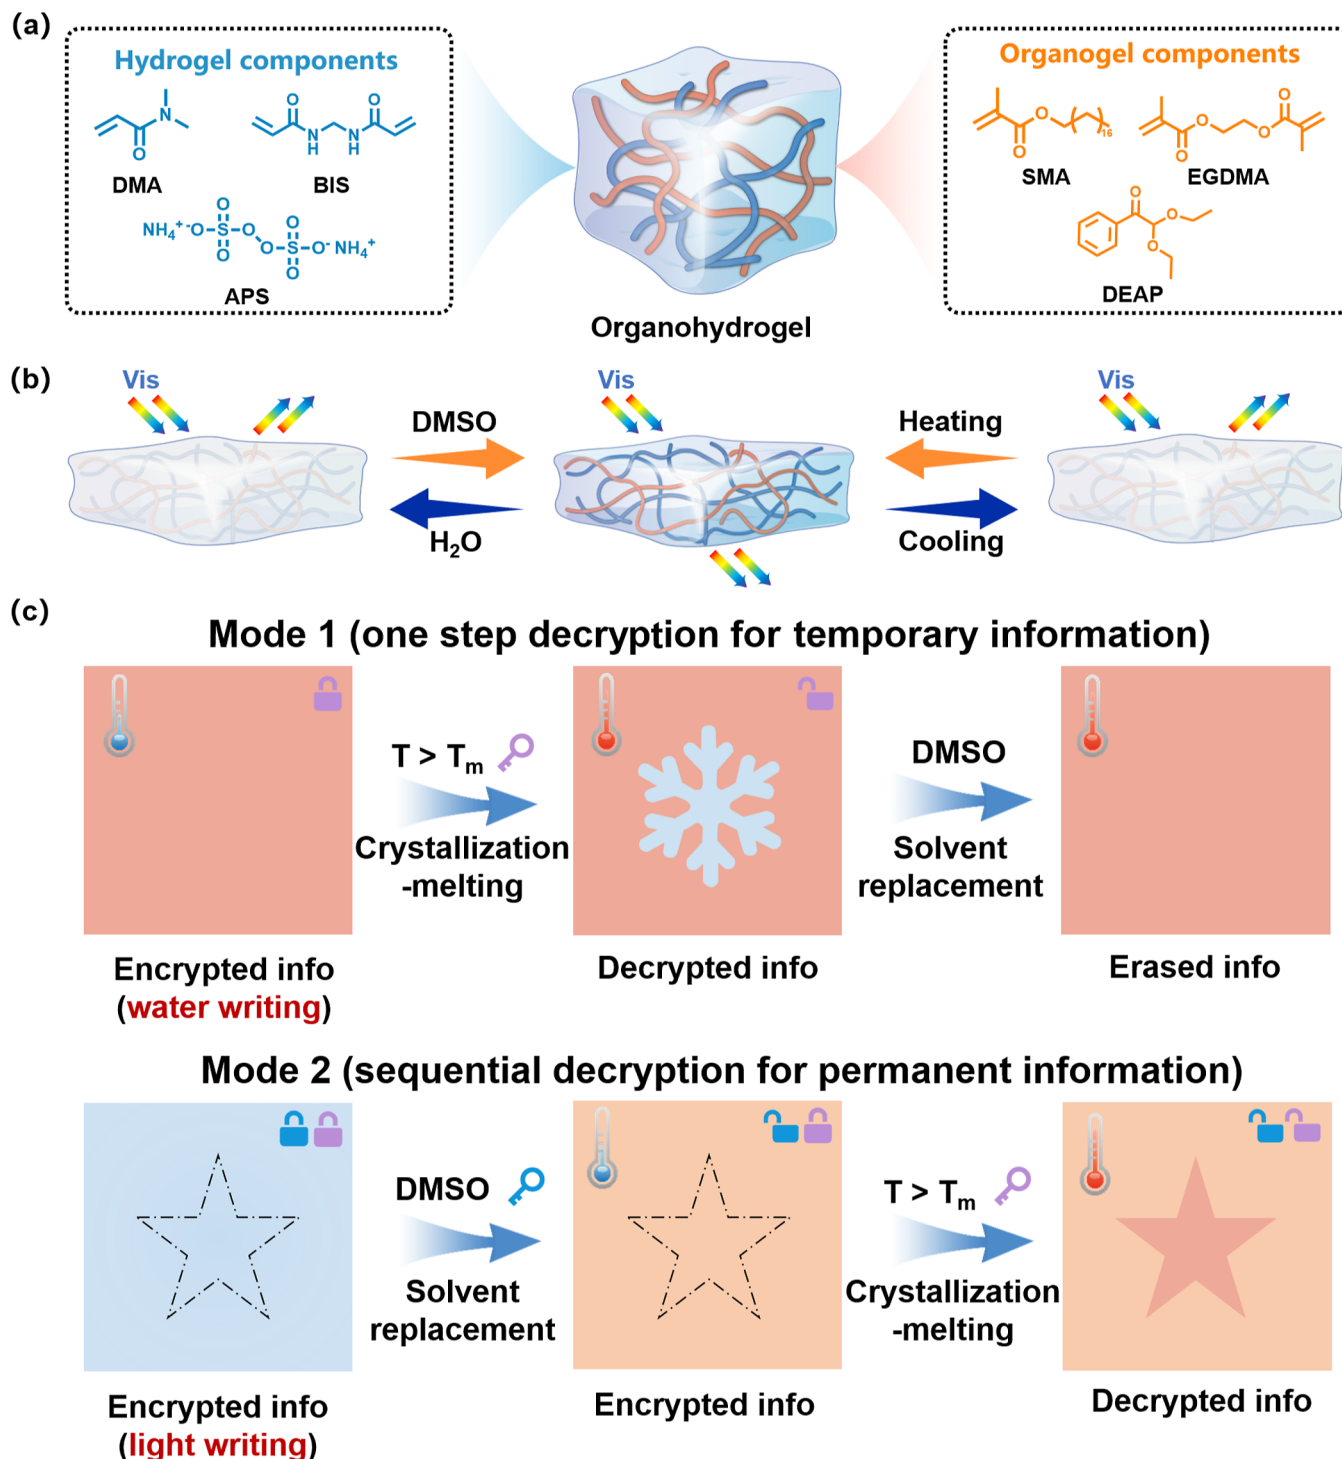 (a)
Hydrogel components
N
O
DMA
O
O
N
H
N
H
BIS
NH₄⁺ ⁻O-S-O
O
O
O-S-O⁻ NH₄⁺
O
O
APS
Organohydrogel
Organogel components
O
O
16
SMA
O
O
O
O
EGDMA
O
O
O
DEAP
(b)
Vis
DMSO
H₂O
Vis
Heating
Cooling
Vis
(c)
Mode 1 (one step decryption for temporary information)
T > Tₘ
Crystallization
-melting
DMSO
Solvent
replacement
Encrypted info
(water writing)
Decrypted info
Erased info
Mode 2 (sequential decryption for permanent information)
DMSO
Solvent
replacement
T > Tₘ
Crystallization
-melting
Encrypted info
(light writing)
Encrypted info
Decrypted info